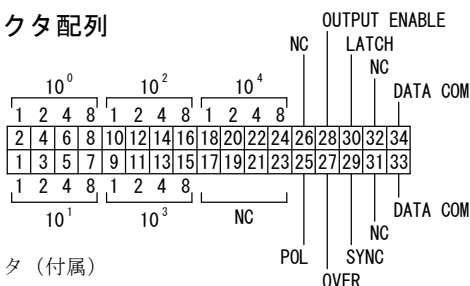 クタ配列
OUTPUT ENABLE
NC LATCH
NC
10⁰ 10² 10⁴ DATA COM
1 2 4 8 1 2 4 8 1 2 4 8
2 4 6 8 10 12 14 16 18 20 22 24 26 28 30 32 34
1 3 5 7 9 11 13 15 17 19 21 23 25 27 29 31 33
1 2 4 8 1 2 4 8
10¹ 10³ NC DATA COM
NC
タ（付属） POL SYNC
OVER